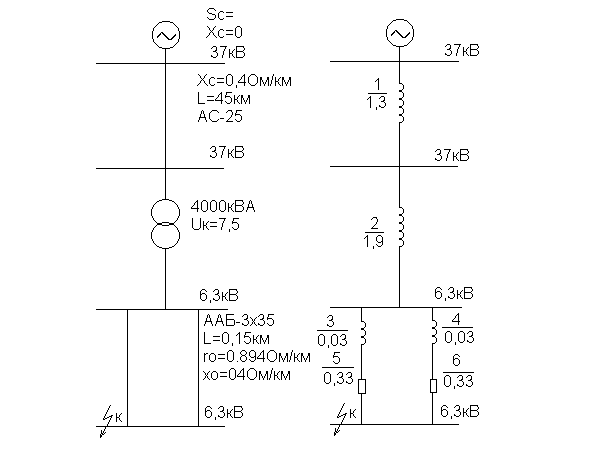 Sc=
Xc=0
37кВ
Xc=0,4Ом/км
L=45км
АС-25
37кВ
4000кВА
Uк=7,5
6,3кВ
ААБ-3х35
L=0,15км
ro=0.894Ом/км
xo=04Ом/км
6,3кВ
к
37кВ
1
1,3
37кВ
2
1,9
6,3кВ
3
0,03
4
0,03
5
0,33
6
0,33
6,3кВ
к